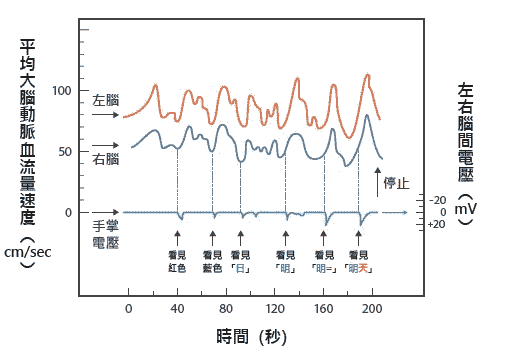 平均大腦動脈血流量速度（cm/sec）
100
50
0
左腦
右腦
手掌
電壓
停止
左右腦間電壓（mV）
-20
0
+20
看見
紅色
看見
藍色
看見
「日」
看見
「明」
看見
「明=」
看見
「明天」
0
40
80
120
160
200
時間（秒）